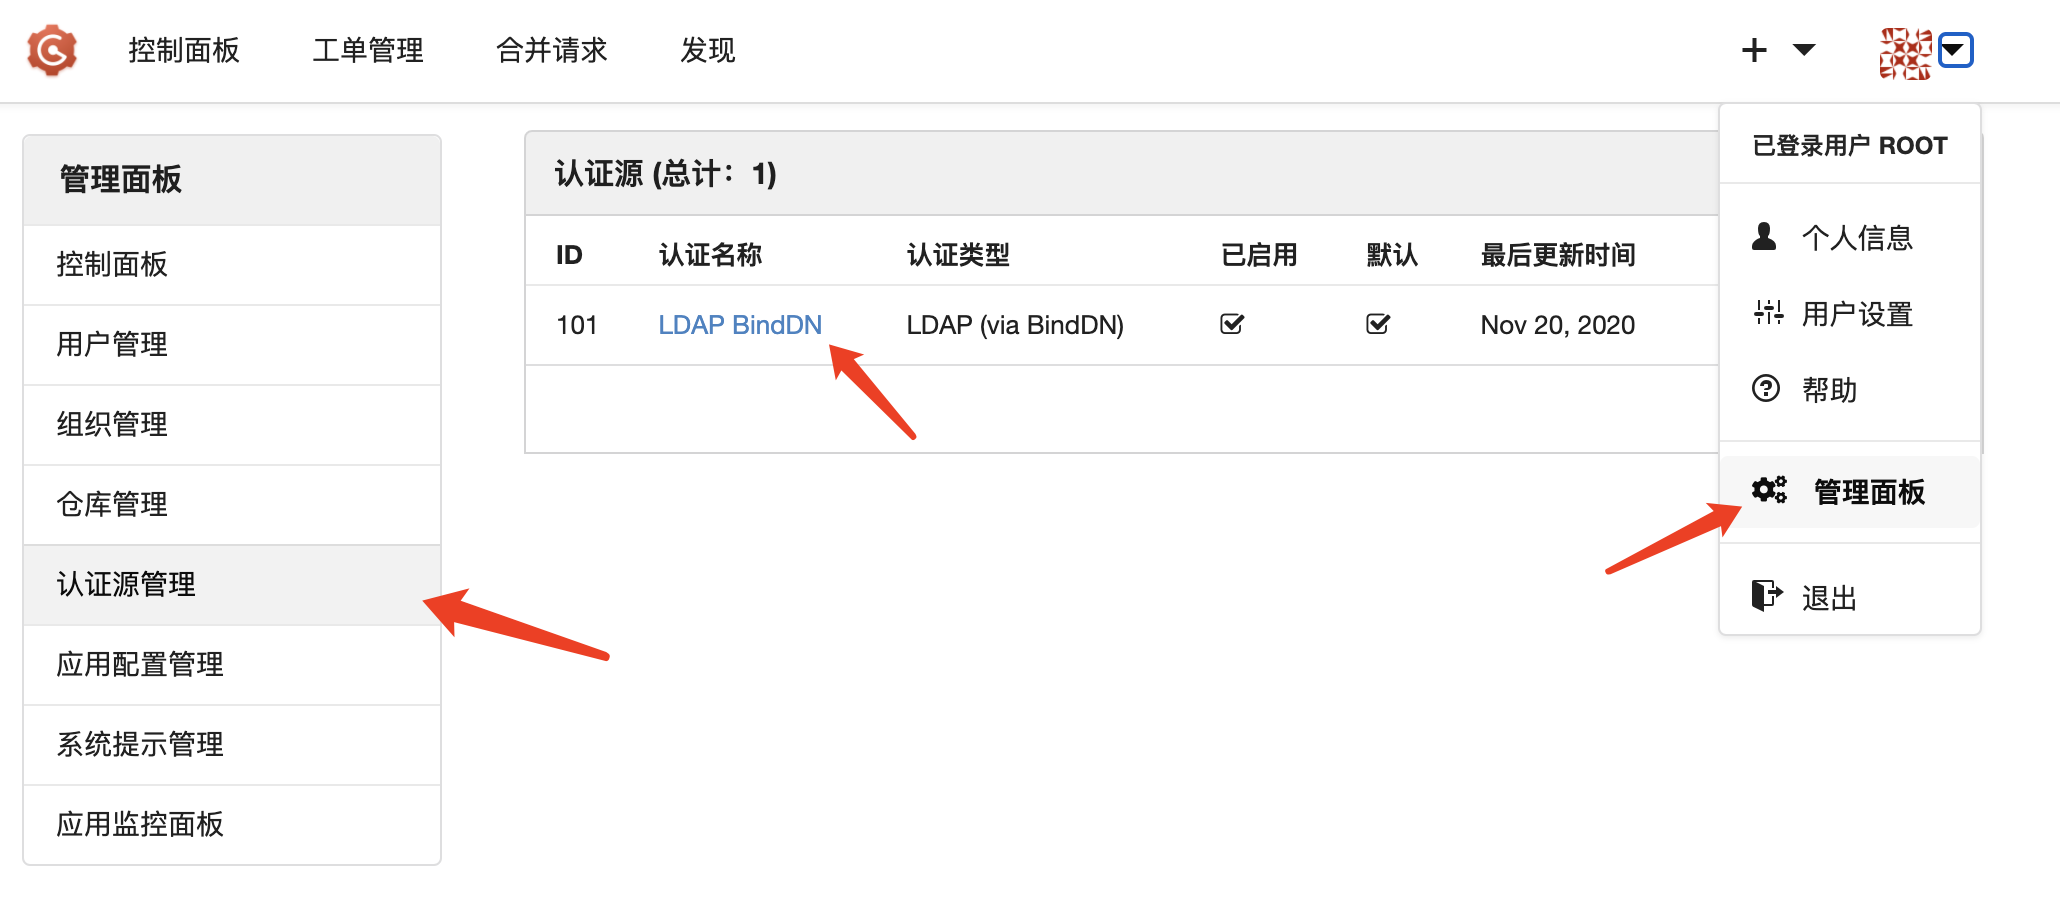 控制面板 工单管理 合并请求 发现
已登录用户 ROOT
个人信息
用户设置
帮助
管理面板
退出
管理面板
控制面板
用户管理
组织管理
仓库管理
认证源管理
应用配置管理
系统提示管理
应用监控面板
认证源 (总计：1)
ID 认证名称 认证类型 已启用 默认 最后更新时间
101 LDAP BindDN LDAP (via BindDN) Nov 20, 2020